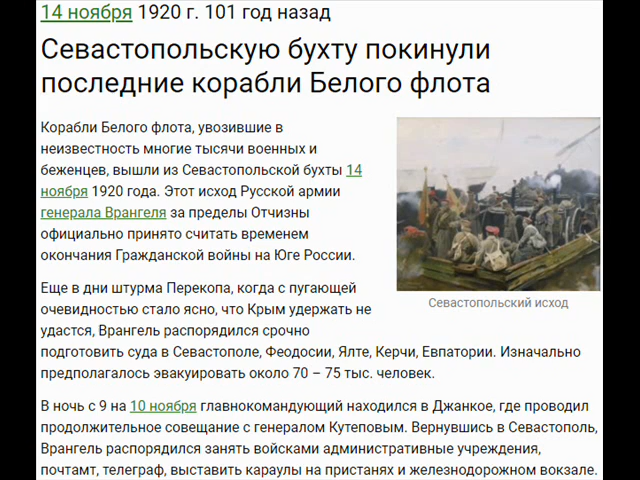 14 ноября 1920 г. 101 год назад
Севастопольскую бухту покинули
последние корабли Белого флота
Корабли Белого флота, увозившие в
неизвестность многие тысячи военных и
беженцев, вышли из Севастопольской бухты 14
ноября 1920 года. Этот исход Русской армии
генерала Врангеля за пределы Отчизны
официально принято считать временем
окончания Гражданской войны на Юге России.
Севастопольский исход
Еще в дни штурма Перекопа, когда с пугающей
очевидностью стало ясно, что Крым удержать не
удастся, Врангель распорядился срочно
подготовить суда в Севастополе, Феодосии, Ялте, Керчи, Евпатории. Изначально
предполагалось эвакуировать около 70 – 75 тыс. человек.
В ночь с 9 на 10 ноября главнокомандующий находился в Джанкое, где проводил
продолжительное совещание с генералом Кутеповым. Вернувшись в Севастополь,
Врангель распорядился занять войсками административные учреждения,
почтамт, телеграф, выставить караулы на пристанях и железнодорожном вокзале.